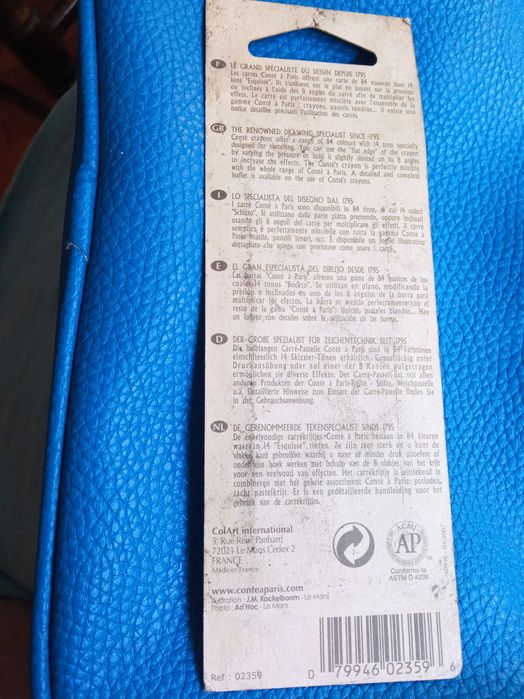 F LE GRAND SPÉCIALISTE DU DESSIN DEPUIS 1795
Les carrés Conté à Paris offrent une carte de 84 nuances dont 14
tons "Esquisse". Ils s'utilisent sur le plat en jouant sur la pression
ou inclinés à l'aide des 8 angles du carré afin de multiplier les
effets. Le carré est parfaitement miscible avec l'ensemble de la
gamme Conté à Paris : crayons, pastels tendres... Il existe une
notice détaillée précisant l'utilisation des carrés.
GB THE RENOWNED DRAWING SPECIALIST SINCE 1795
Conté crayons offer a range of 84 colours with 14 tons specially
designed for sketching. You can use the "flat edge" of the crayon
by varying the pressure or hold it slightly slanted on its 8 angles
to increase the effects. The Conté's crayon is perfectly miscible
with the whole range of Conté à Paris. A detailed and complete
leaflet is available on the use of Conté's crayons.
I LO SPECIALISTA DEL DISEGNO DAL 1795
I carré Conté à Paris sono disponibili in 84 tinte, di cui 14 colori
"Schizzo". Si utilizzano dalla parte piatta premendo, oppure inclinati
usando gli 8 angoli del carré per moltiplicare gli effetti. Il carré
semplice, è perfettamente miscibile con tutta la gamma Conté à
Paris: matite, pastelli teneri, ecc. È disponibile un foglio illustrativo
dettagliato che spiega con precisione come usare i carré.
E EL GRAN ESPECIALISTA DEL DIBUJO DESDE 1795
Las barras "Conté à Paris" ofrecen una gama de 84 matices de los
cuales 14 tonos "Boceto". Se utilizan en plano, modificando la
presión o inclinados en uno de los 8 ángulos de la barra para
multiplicar los efectos. La barra se mezcla perfectamente con el
resto de la gama "Conté à Paris": lápices, pasteles blandos... Hay
un folleto con detalles sobre la utilización de las barras.
D DER GROßE SPEZIALIST FÜR ZEICHENTECHNIK SEIT 1795
Die halblangen Carré-Pastelle Conté à Paris sind in 84 Farbtönen
einschliesslich 14 Skizzier-Tönen erhältlich. Grossflächig unter
Druckausübung oder auf einer der 8 Kanten aufgetragen
ermöglichen sie diverse Effekte. Der Carré-Pastell ist mit allen
anderen Produkten der Conté à Paris-Reihe - Stifte, Weichpastelle
u.a. Detaillierte Hinweise zum Einsatz der Carré-Pastelle finden Sie
in der Gebrauchsanweisung.
NL DE GERENOMMEERDE TEKENSPECIALIST SINDS 1795
De enkelvoudige carrékrijtjes Conté à Paris bestaan in 84 kleuren
waarvan 14 "Esquisse" tinten. Ze zijn zeer sterk en u kunt de
vlakke kant gebruiken waarbij u meer of minder druk uitoefent of
onder een hoek werken met behulp van de 8 vlakjes van het krijt
voor een veelvoud van effecten. Het carrékrijtje is uitstekend te
combineren met het gehele assortiment Conté à Paris: potloden,
zacht pastelkrijt. Er is een gedetailleerde handleiding voor het
gebruik van de carrékrijtjes.
ColArt international
5, Rue René Panhard
72021 Le Mans Cedex 2
FRANCE
Made in France
ACMI
AP
Conforms to
ASTM D 4236
04/2007
www.conteaparis.com
Illustration : J.M. Rackelboom - Le Mans
Photo : Ad'Hoc - Le Mans
Ref : 02359
0 79946 02359 6